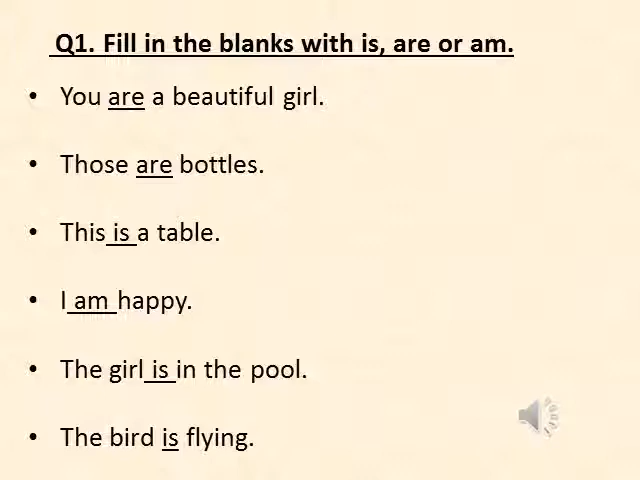 Q1. Fill in the blanks with is, are or am.
• You are a beautiful girl.
• Those are bottles.
• This is a table.
• I am happy.
• The girl is in the pool.
• The bird is flying.